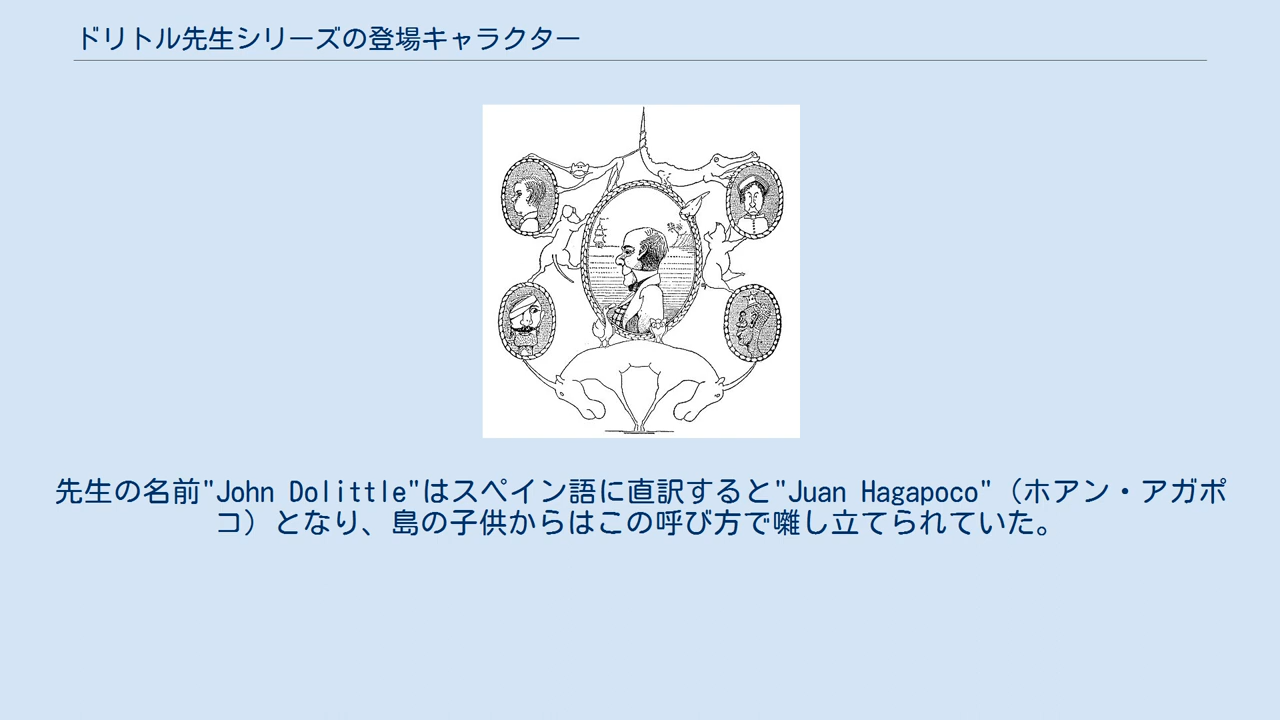 ドリトル先生シリーズの登場キャラクター
先生の名前"John Dolittle"はスペイン語に直訳すると"Juan Hagapoco"（ホアン・アガポ
コ）となり、島の子供からはこの呼び方で囃し立てられていた。